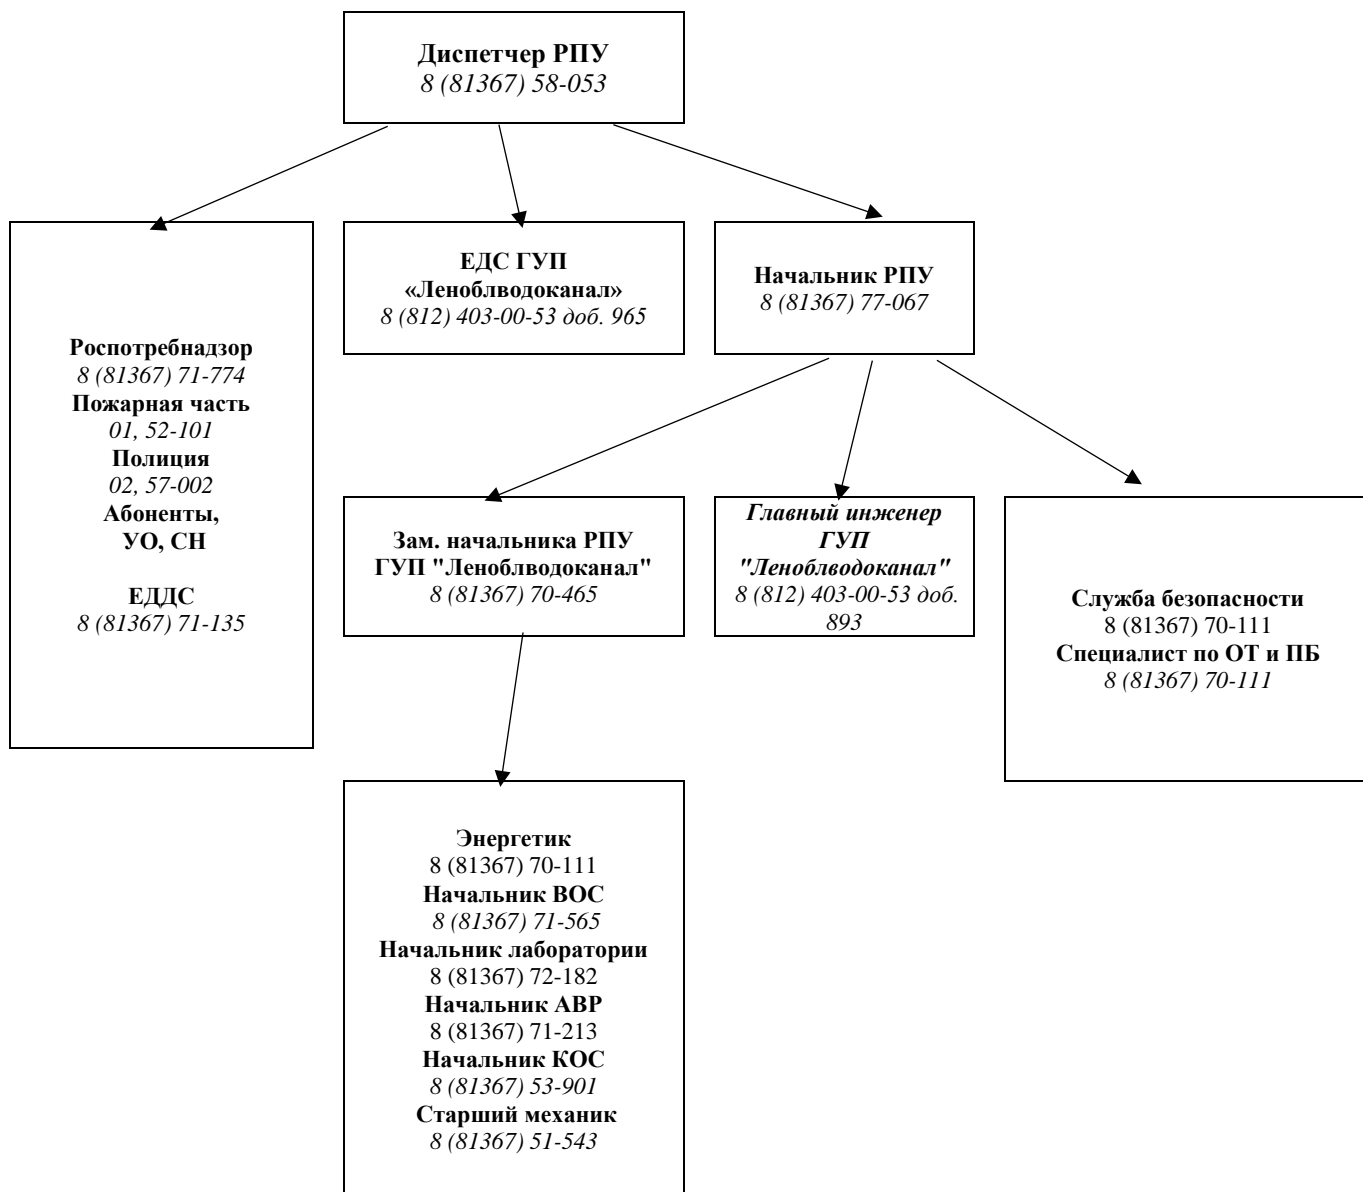 Диспетчер РПУ
8 (81367) 58-053
Роспотребнадзор
8 (81367) 71-774
Пожарная часть
01, 52-101
Полиция
02, 57-002
Абоненты,
УО, СН
ЕДДС
8 (81367) 71-135
ЕДС ГУП
«Леноблводоканал»
8 (812) 403-00-53 доб. 965
Начальник РПУ
8 (81367) 77-067
Зам. начальника РПУ
ГУП "Леноблводоканал"
8 (81367) 70-465
Главный инженер
ГУП
"Леноблводоканал"
8 (812) 403-00-53 доб.
893
Служба безопасности
8 (81367) 70-111
Специалист по ОТ и ПБ
8 (81367) 70-111
Энергетик
8 (81367) 70-111
Начальник ВОС
8 (81367) 71-565
Начальник лаборатории
8 (81367) 72-182
Начальник АВР
8 (81367) 71-213
Начальник КОС
8 (81367) 53-901
Старший механик
8 (81367) 51-543